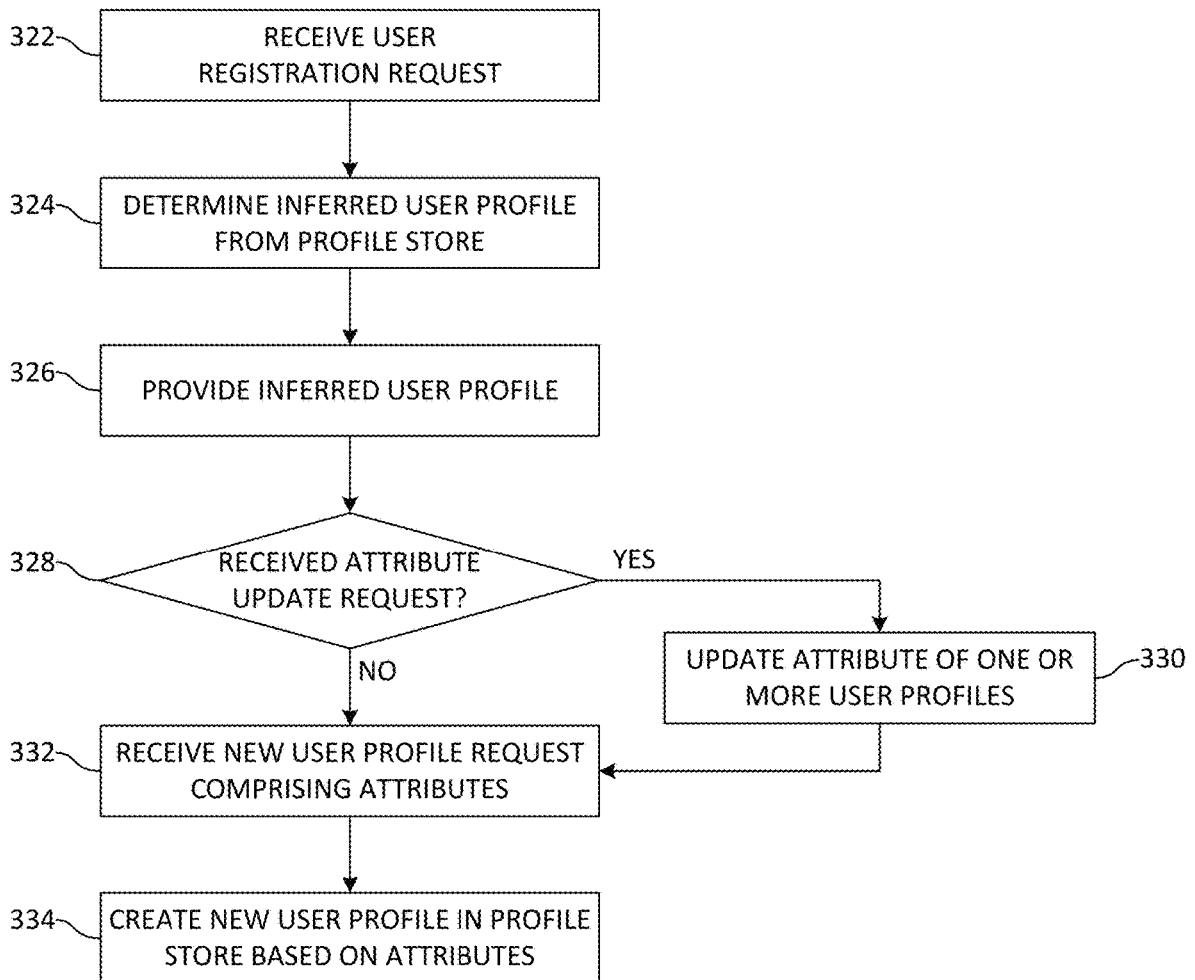 322
RECEIVE USER
REGISTRATION REQUEST
324
DETERMINE INFERRED USER PROFILE
FROM PROFILE STORE
326
PROVIDE INFERRED USER PROFILE
328
RECEIVED ATTRIBUTE
UPDATE REQUEST?
YES
NO
UPDATE ATTRIBUTE OF ONE OR
MORE USER PROFILES
330
332
RECEIVE NEW USER PROFILE REQUEST
COMPRISING ATTRIBUTES
334
CREATE NEW USER PROFILE IN PROFILE
STORE BASED ON ATTRIBUTES